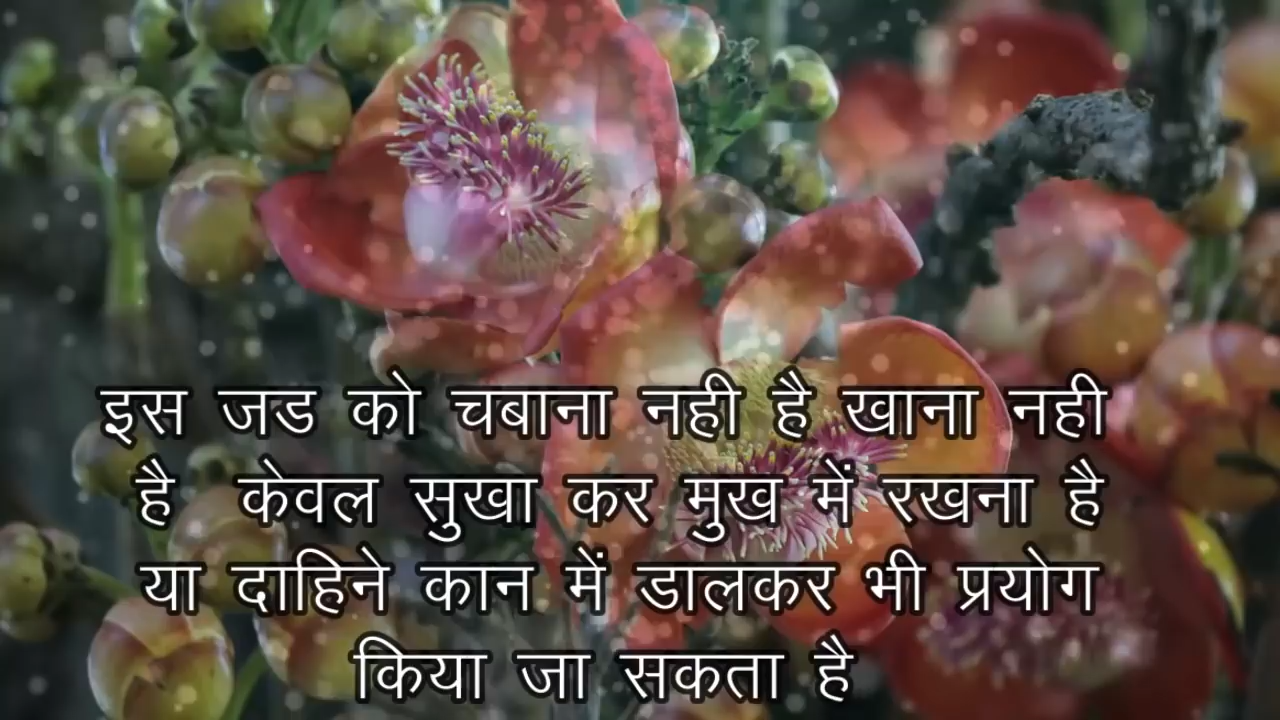 इस जड को चबाना नही है खाना नही
है केवल सुखा कर मुख में रखना है
या दाहिने कान में डालकर भी प्रयोग
किया जा सकता है